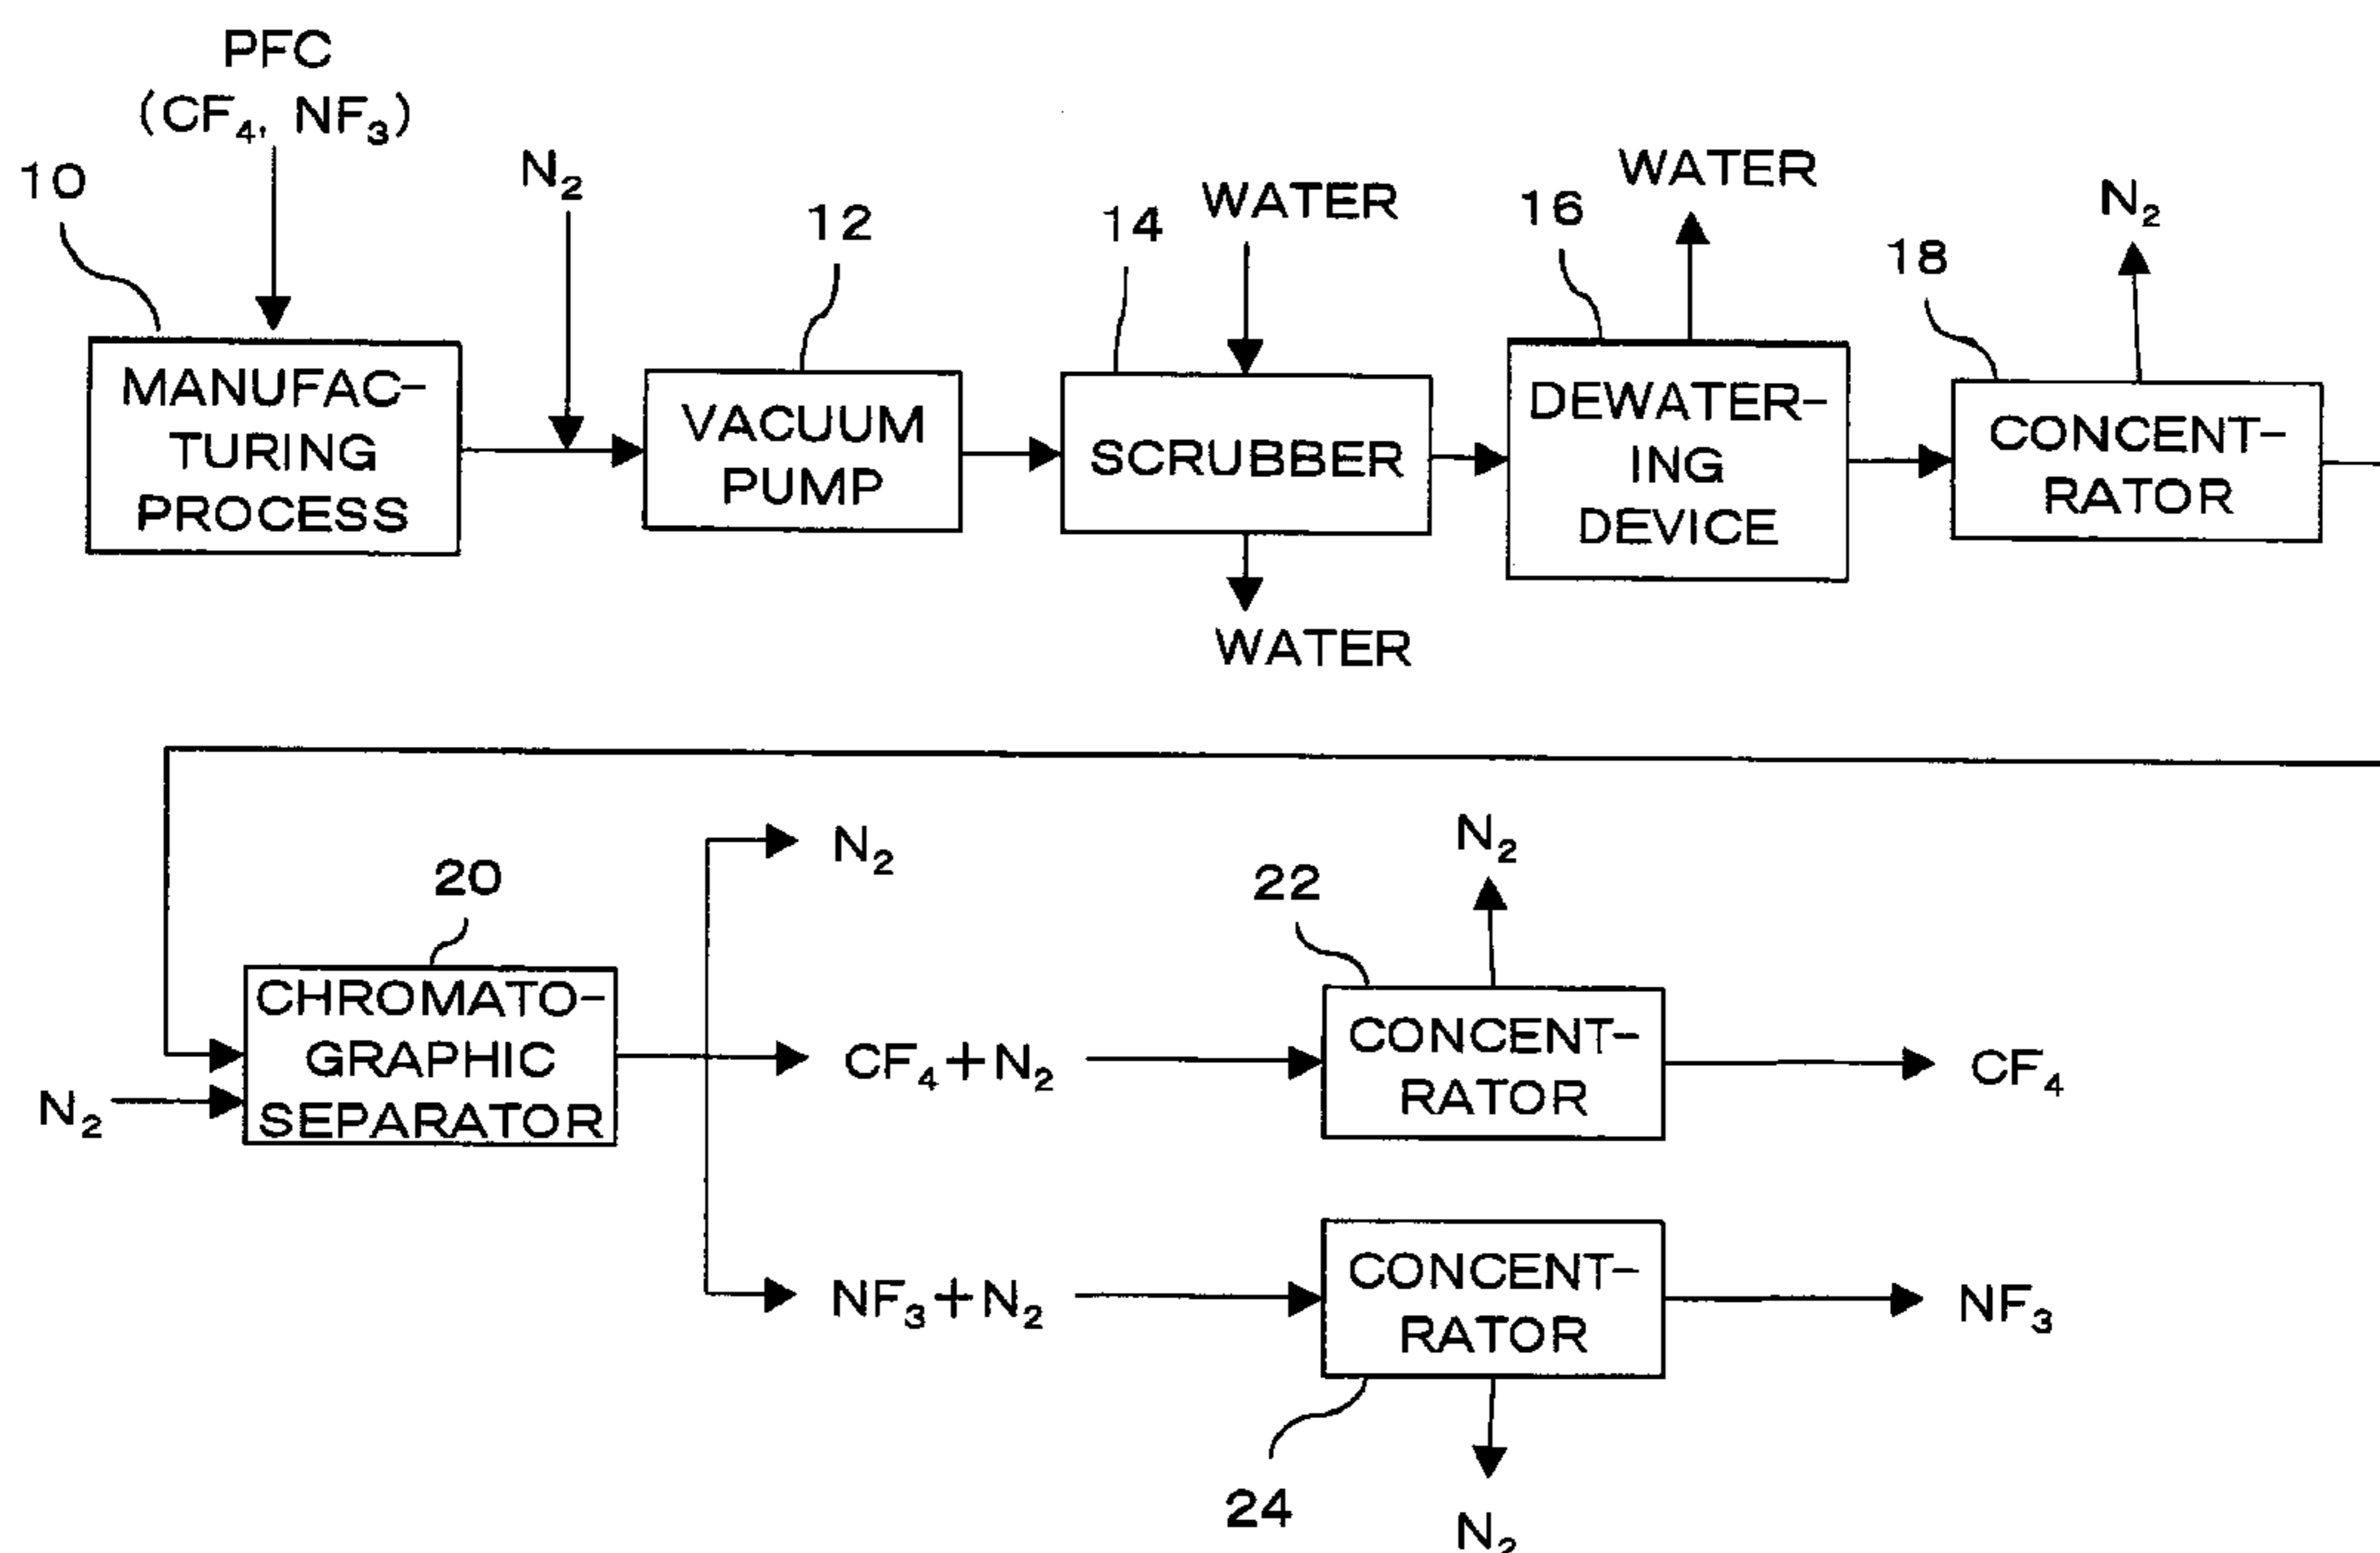 PFC
(CF₄, NF₃)
10
N₂
12
14
WATER
16
WATER
18
N₂
MANUFAC-
TURING
PROCESS
VACUUM
PUMP
SCRUBBER
DEWATER-
ING
DEVICE
CONCENT-
RATOR
WATER
20
N₂
22
N₂
CHROMATO-
GRAPHIC
SEPARATOR
N₂
CF₄+N₂
CONCENT-
RATOR
CF₄
NF₃+N₂
CONCENT-
RATOR
NF₃
24
N₂